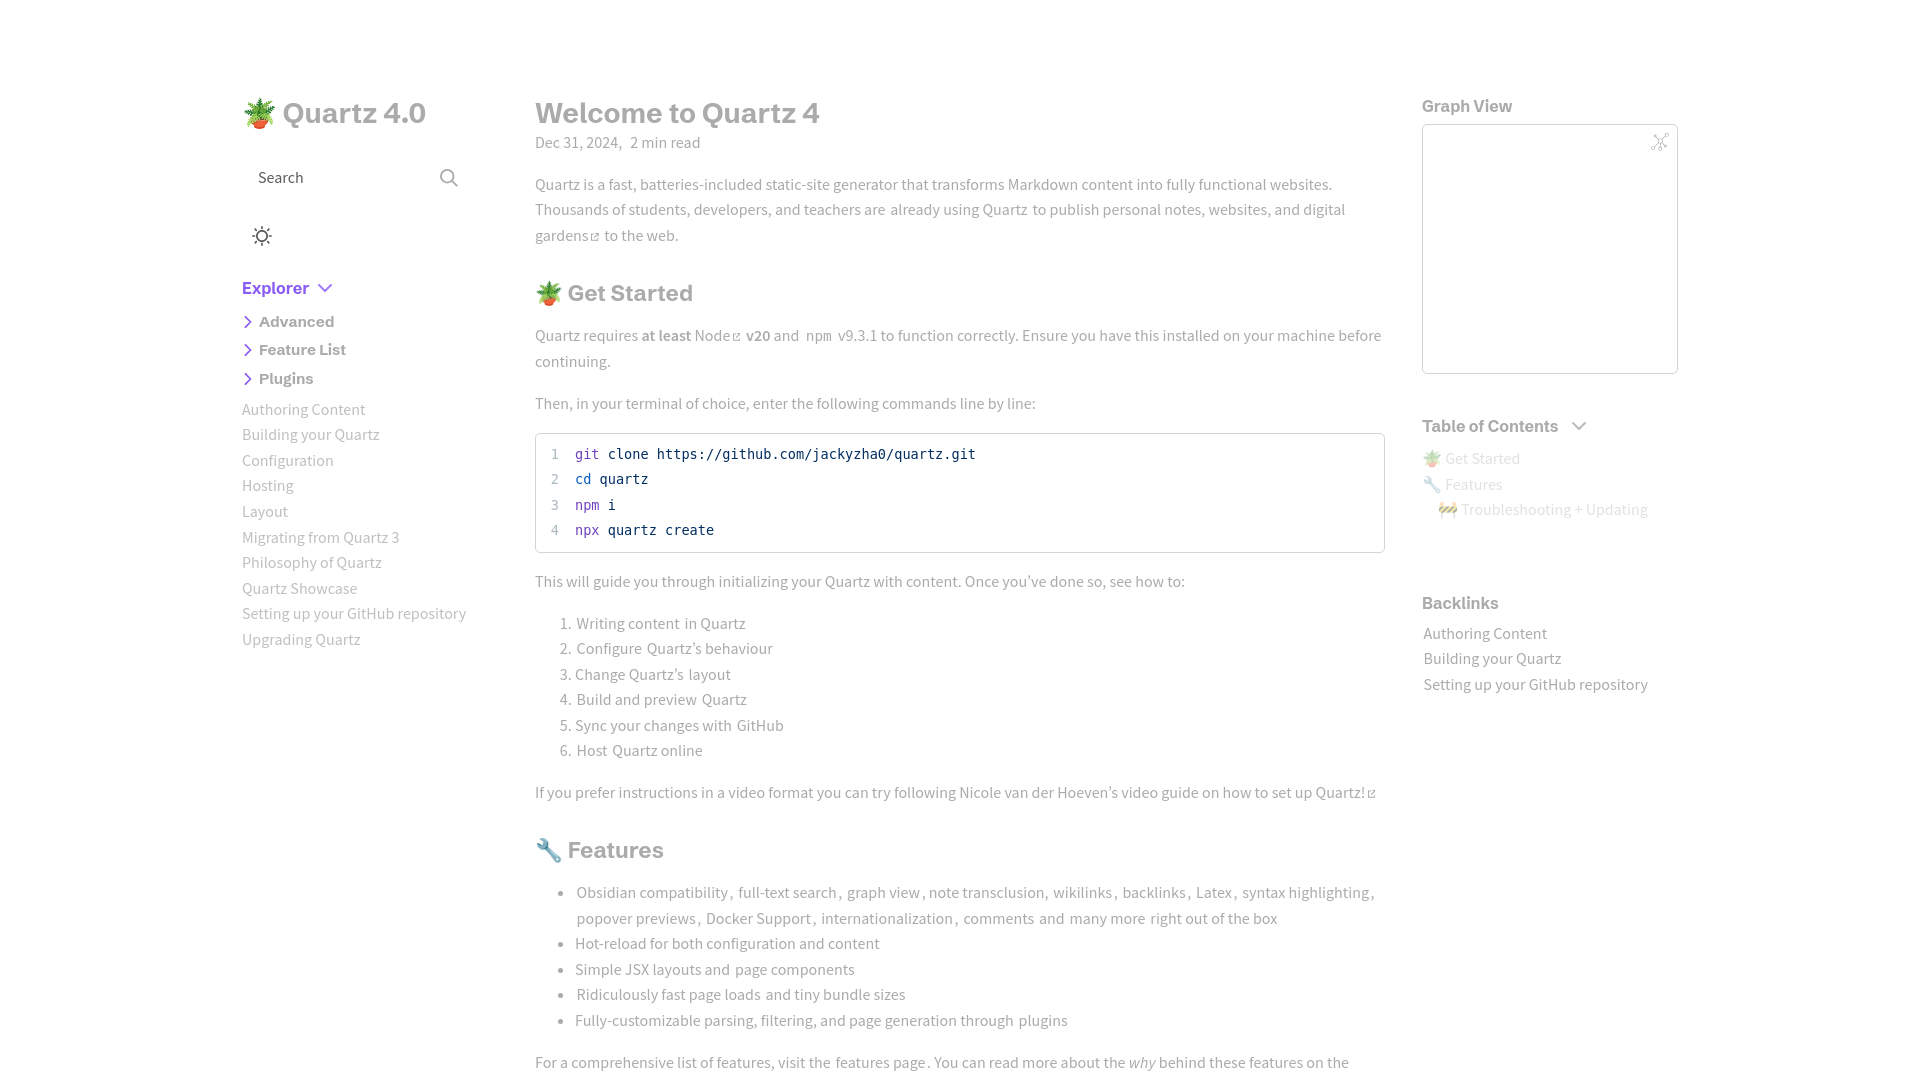 🪴 Quartz 4.0
Search
Explorer
Advanced
Feature List
Plugins
Authoring Content
Building your Quartz
Configuration
Hosting
Layout
Migrating from Quartz 3
Philosophy of Quartz
Quartz Showcase
Setting up your GitHub repository
Upgrading Quartz
Welcome to Quartz 4
Dec 31, 2024, 2 min read
Quartz is a fast, batteries-included static-site generator that transforms Markdown content into fully functional websites.
Thousands of students, developers, and teachers are already using Quartz to publish personal notes, websites, and digital
gardens to the web.
🪴 Get Started
Quartz requires at least Node v20 and npm v9.3.1 to function correctly. Ensure you have this installed on your machine before
continuing.
Then, in your terminal of choice, enter the following commands line by line:
1 git clone https://github.com/jackyzha0/quartz.git
2 cd quartz
3 npm i
4 npx quartz create
This will guide you through initializing your Quartz with content. Once you’ve done so, see how to:
1. Writing content in Quartz
2. Configure Quartz’s behaviour
3. Change Quartz’s layout
4. Build and preview Quartz
5. Sync your changes with GitHub
6. Host Quartz online
If you prefer instructions in a video format you can try following Nicole van der Hoeven’s video guide on how to set up Quartz!
🔧 Features
• Obsidian compatibility, full-text search, graph view, note transclusion, wikilinks, backlinks, Latex, syntax highlighting,
popover previews, Docker Support, internationalization, comments and many more right out of the box
• Hot-reload for both configuration and content
• Simple JSX layouts and page components
• Ridiculously fast page loads and tiny bundle sizes
• Fully-customizable parsing, filtering, and page generation through plugins
For a comprehensive list of features, visit the features page. You can read more about the why behind these features on the
Graph View
Table of Contents
🪴 Get Started
🔧 Features
🚧 Troubleshooting + Updating
Backlinks
Authoring Content
Building your Quartz
Setting up your GitHub repository